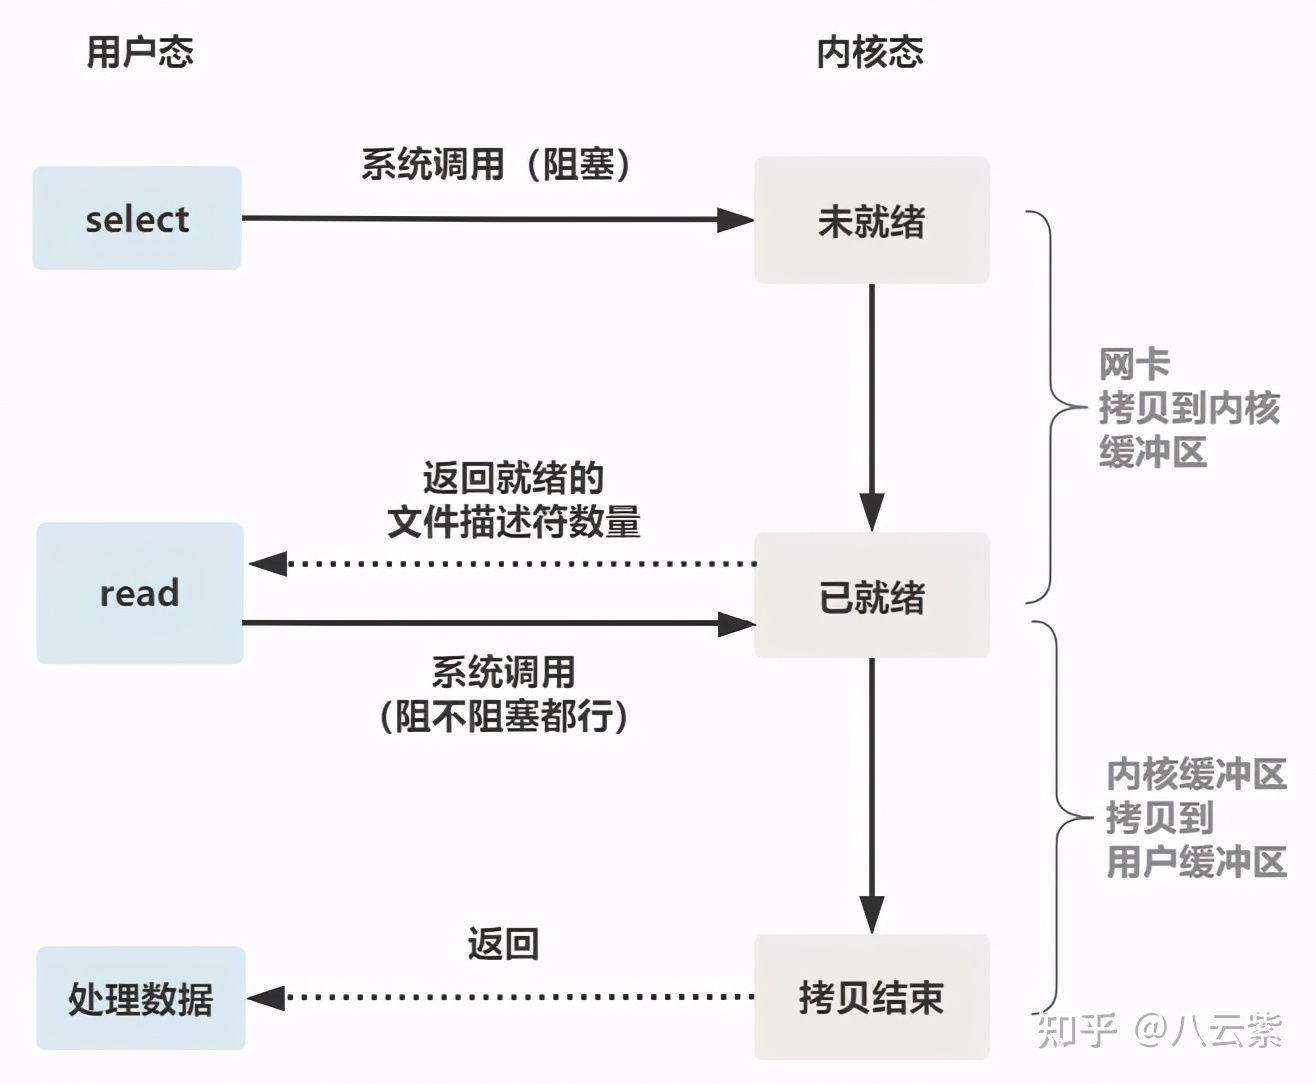 用户态
内核态
系统调用（阻塞）
select
未就绪
网卡
拷贝到内核
缓冲区
返回就绪的
文件描述符数量
read
已就绪
系统调用
（阻不阻塞都行）
内核缓冲区
拷贝到
用户缓冲区
返回
处理数据
拷贝结束
知乎 @八云紫